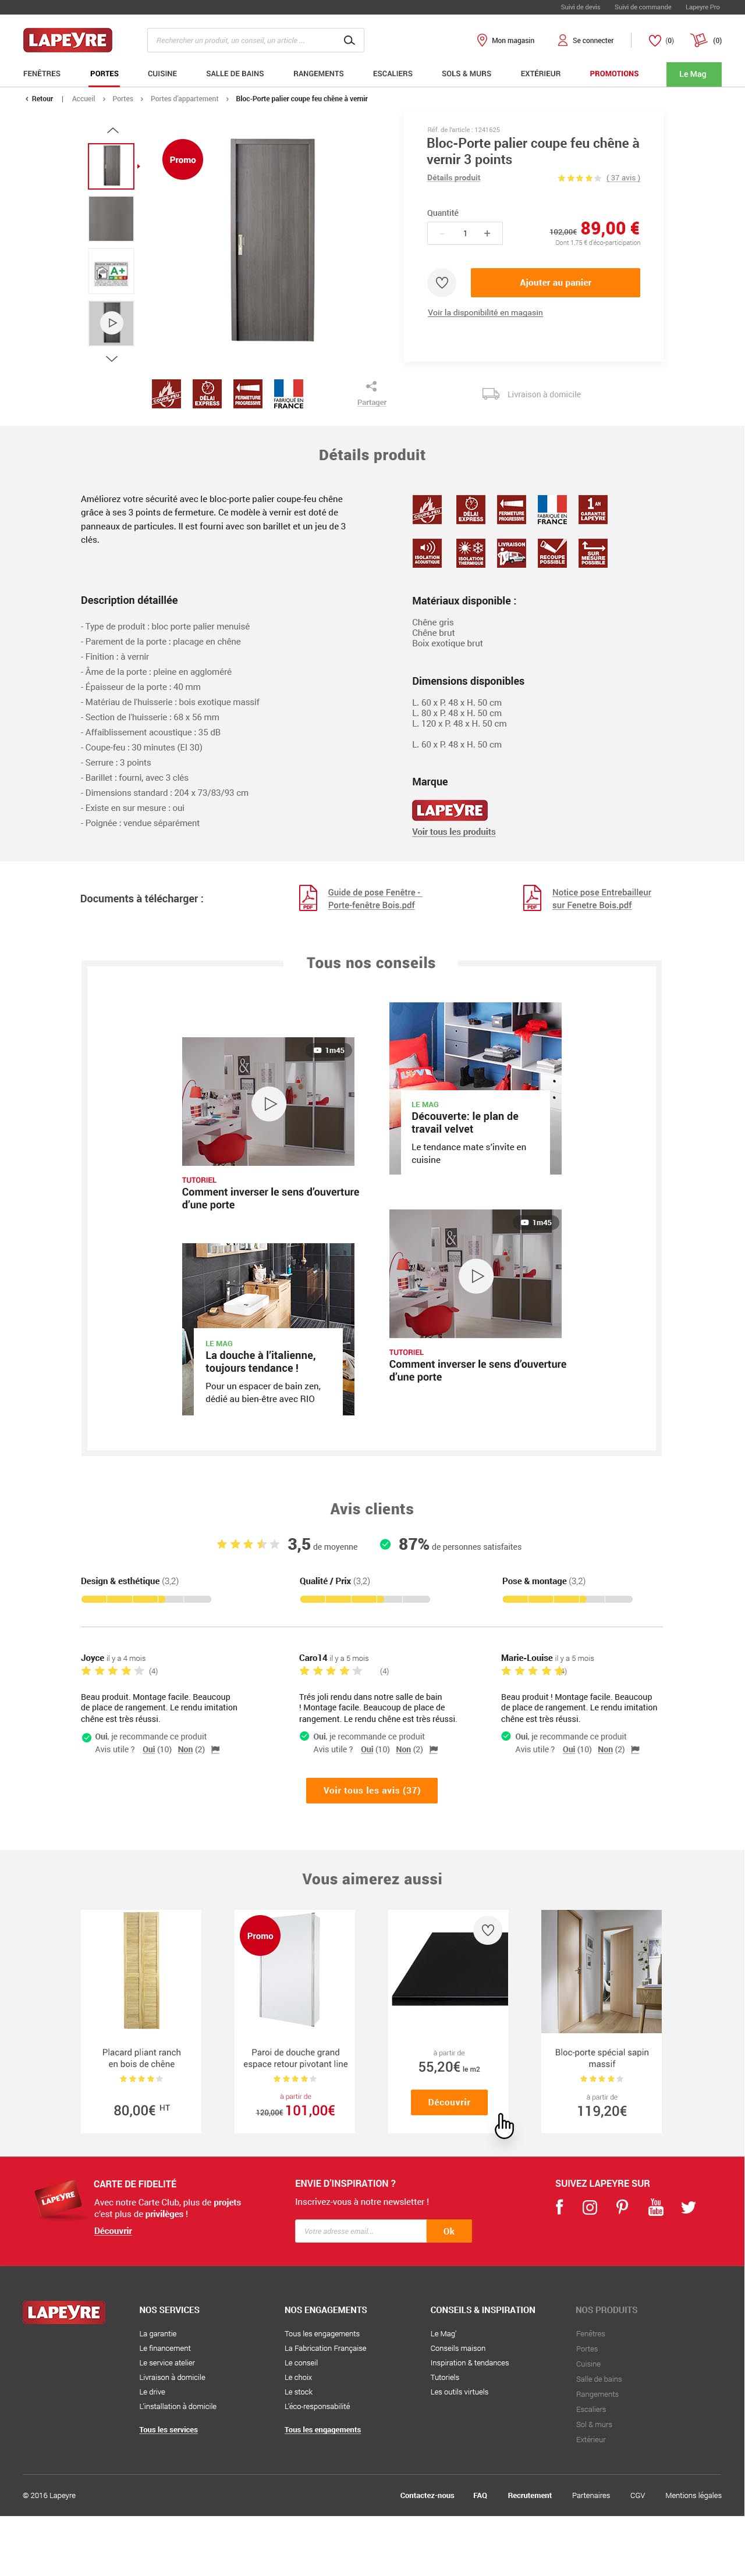 Suivi de devis Suivi de commande Lapeyre Pro
LAPEYRE
Rechercher un produit, un conseil, un article ...
Mon magasin Se connecter (0) (0)
FENÊTRES PORTES CUISINE SALLE DE BAINS RANGEMENTS ESCALIERS SOLS & MURS EXTÉRIEUR PROMOTIONS Le Mag
Retour | Accueil Portes Portes d'appartement Bloc-Porte palier coupe feu chêne à vernir
Promo
A+
Réf. de l'article : 1241625
Bloc-Porte palier coupe feu chêne à
vernir 3 points
Détails produit ( 37 avis )
Quantité
- 1 +
102,00€ 89,00 €
Dont 1,75 € d'éco-participation
Ajouter au panier
Voir la disponibilité en magasin
COUPE-FEU
DÉLAI
EXPRESS
FERMETURE
PROGRESSIVE
FABRIQUÉ EN
FRANCE
Partager
Livraison à domicile
Détails produit
Améliorez votre sécurité avec le bloc-porte palier coupe-feu chêne
grâce à ses 3 points de fermeture. Ce modèle à vernir est doté de
panneaux de particules. Il est fourni avec son barillet et un jeu de 3
clés.
COUPE-FEU
DÉLAI
EXPRESS
FERMETURE
PROGRESSIVE
FABRIQUÉ EN
FRANCE
1 AN
GARANTIE
LAPEYRE
ISOLATION
ACOUSTIQUE
ISOLATION
THERMIQUE
LIVRAISON
RECOUPE
POSSIBLE
SUR
MESURE
POSSIBLE
Description détaillée
- Type de produit : bloc porte palier menuisé
- Parement de la porte : placage en chêne
- Finition : à vernir
- Âme de la porte : pleine en aggloméré
- Épaisseur de la porte : 40 mm
- Matériau de l'huisserie : bois exotique massif
- Section de l'huisserie : 68 x 56 mm
- Affaiblissement acoustique : 35 dB
- Coupe-feu : 30 minutes (EI 30)
- Serrure : 3 points
- Barillet : fourni, avec 3 clés
- Dimensions standard : 204 x 73/83/93 cm
- Existe en sur mesure : oui
- Poignée : vendue séparément
Matériaux disponible :
Chêne gris
Chêne brut
Boix exotique brut
Dimensions disponibles
L. 60 x P. 48 x H. 50 cm
L. 80 x P. 48 x H. 50 cm
L. 120 x P. 48 x H. 50 cm
L. 60 x P. 48 x H. 50 cm
Marque
LAPEYRE
Voir tous les produits
Documents à télécharger :
PDF
Guide de pose Fenêtre -
Porte-fenêtre Bois.pdf
PDF
Notice pose Entrebailleur
sur Fenetre Bois.pdf
Tous nos conseils
1m45
&
TUTORIEL
Comment inverser le sens d'ouverture
d'une porte
LE MAG
Découverte: le plan de
travail velvet
Le tendance mate s'invite en
cuisine
LE MAG
La douche à l'italienne,
toujours tendance !
Pour un espacer de bain zen,
dédié au bien-être avec RIO
1m45
&
TUTORIEL
Comment inverser le sens d'ouverture
d'une porte
Avis clients
3,5 de moyenne 87% de personnes satisfaites
Design & esthétique (3,2) Qualité / Prix (3,2) Pose & montage (3,2)
Joyce il y a 4 mois
(4)
Beau produit. Montage facile. Beaucoup
de place de rangement. Le rendu imitation
chêne est très réussi.
Oui, je recommande ce produit
Avis utile ? Oui (10) Non (2)
Caro14 il y a 5 mois
(4)
Trés joli rendu dans notre salle de bain
! Montage facile. Beaucoup de place de
rangement. Le rendu chêne est très réussi.
Oui, je recommande ce produit
Avis utile ? Oui (10) Non (2)
Marie-Louise il y a 5 mois
(4)
Beau produit ! Montage facile. Beaucoup
de place de rangement. Le rendu imitation
chêne est très réussi.
Oui, je recommande ce produit
Avis utile ? Oui (10) Non (2)
Voir tous les avis (37)
Vous aimerez aussi
Placard pliant ranch
en bois de chêne
80,00€ HT
Promo
Paroi de douche grand
espace retour pivotant line
à partir de
120,00€ 101,00€
à partir de
55,20€ le m2
Découvrir
Bloc-porte spécial sapin
massif
à partir de
119,20€
LAPEYRE
CARTE DE FIDELITÉ
Avec notre Carte Club, plus de projets
c'est plus de privilèges !
Découvrir
ENVIE D'INSPIRATION ?
Inscrivez-vous à notre newsletter !
Votre adresse email... Ok
SUIVEZ LAPEYRE SUR
You
Tube
LAPEYRE
NOS SERVICES
La garantie
Le financement
Le service atelier
Livraison à domicile
Le drive
L'installation à domicile
Tous les services
NOS ENGAGEMENTS
Tous les engagements
La Fabrication Française
Le conseil
Le choix
Le stock
L'éco-responsabilité
Tous les engagements
CONSEILS & INSPIRATION
Le Mag'
Conseils maison
Inspiration & tendances
Tutoriels
Les outils virtuels
NOS PRODUITS
Fenêtres
Portes
Cuisine
Salle de bains
Rangements
Escaliers
Sol & murs
Extérieur
© 2016 Lapeyre
Contactez-nous FAQ Recrutement Partenaires CGV Mentions légales